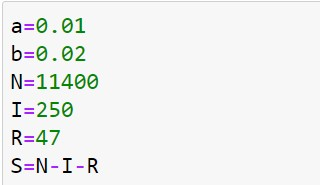 a=0.01
b=0.02
N=11400
I=250
R=47
S=N-I-R